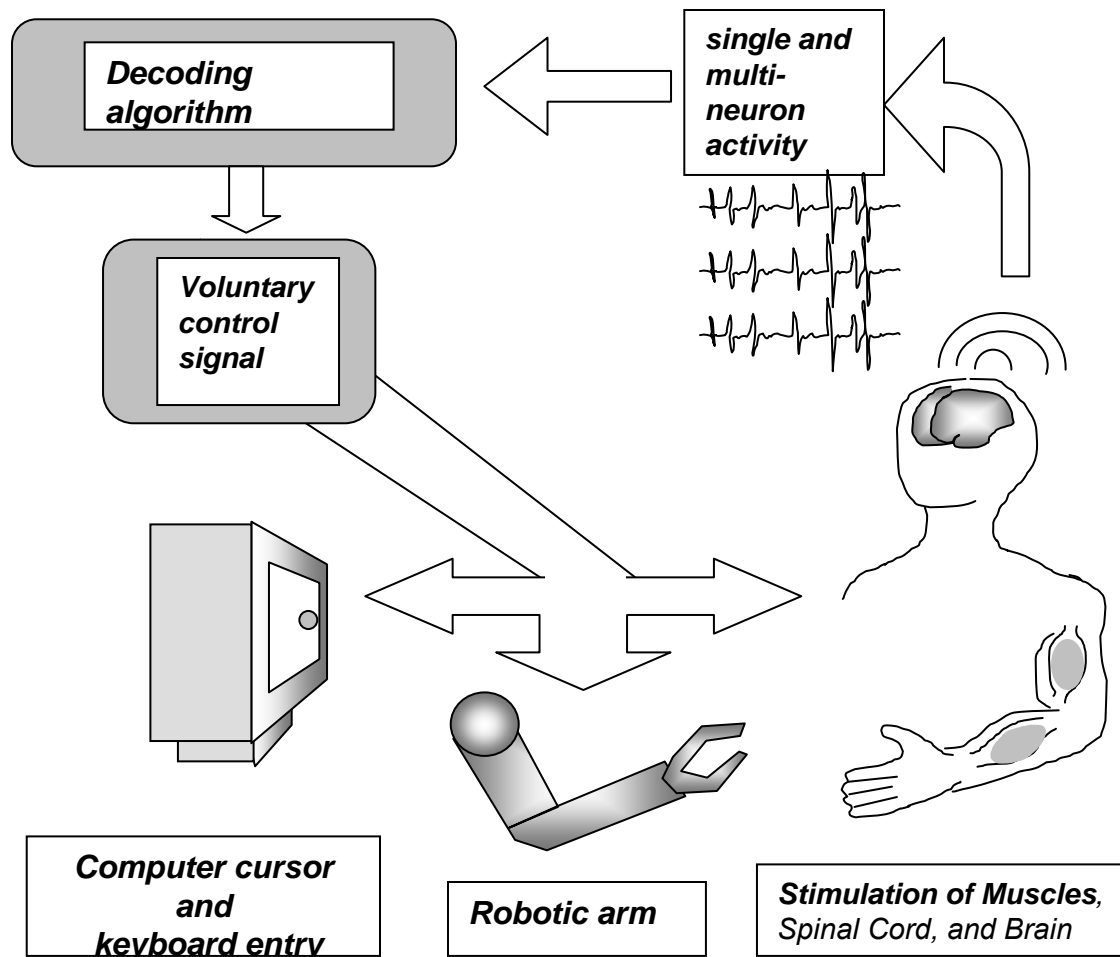 Decoding
algorithm
single and
multi-
neuron
activity
Voluntary
control
signal
Computer cursor
and
keyboard entry
Robotic arm
Stimulation of Muscles,
Spinal Cord, and Brain